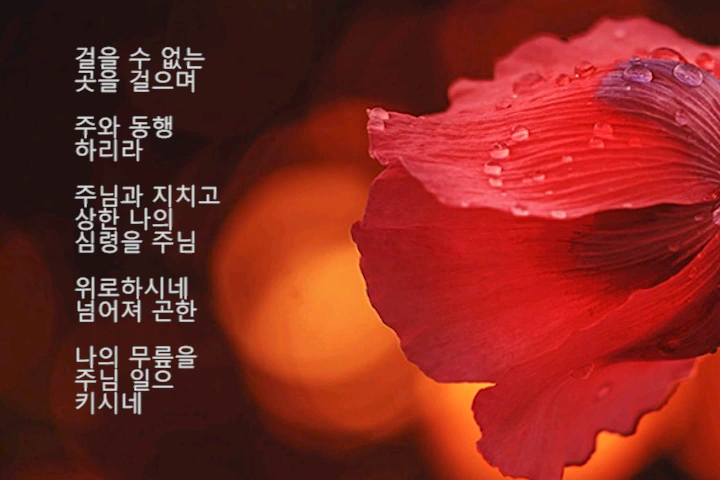 걸을 수 없는
곳을 걸으며
주와 동행
하리라
주님과 지치고
상한 나의
심령을 주님
위로하시네
넘어져 곤한
나의 무릎을
주님 일으
키시네